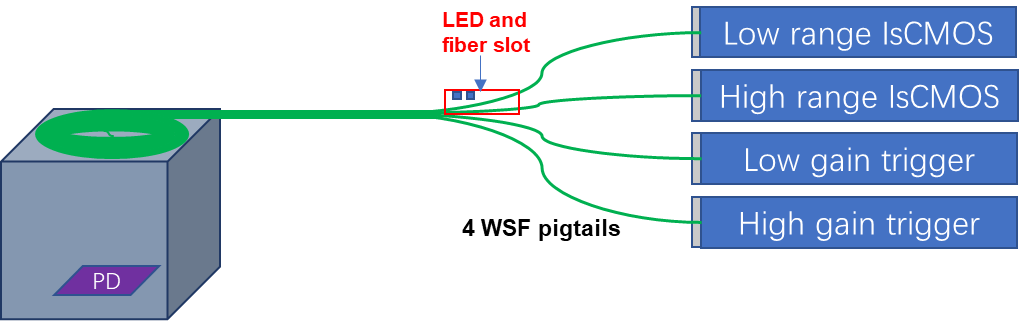 LED and
fiber slot
Low range IsCMOS
High range IsCMOS
Low gain trigger
High gain trigger
4 WSF pigtails
PD